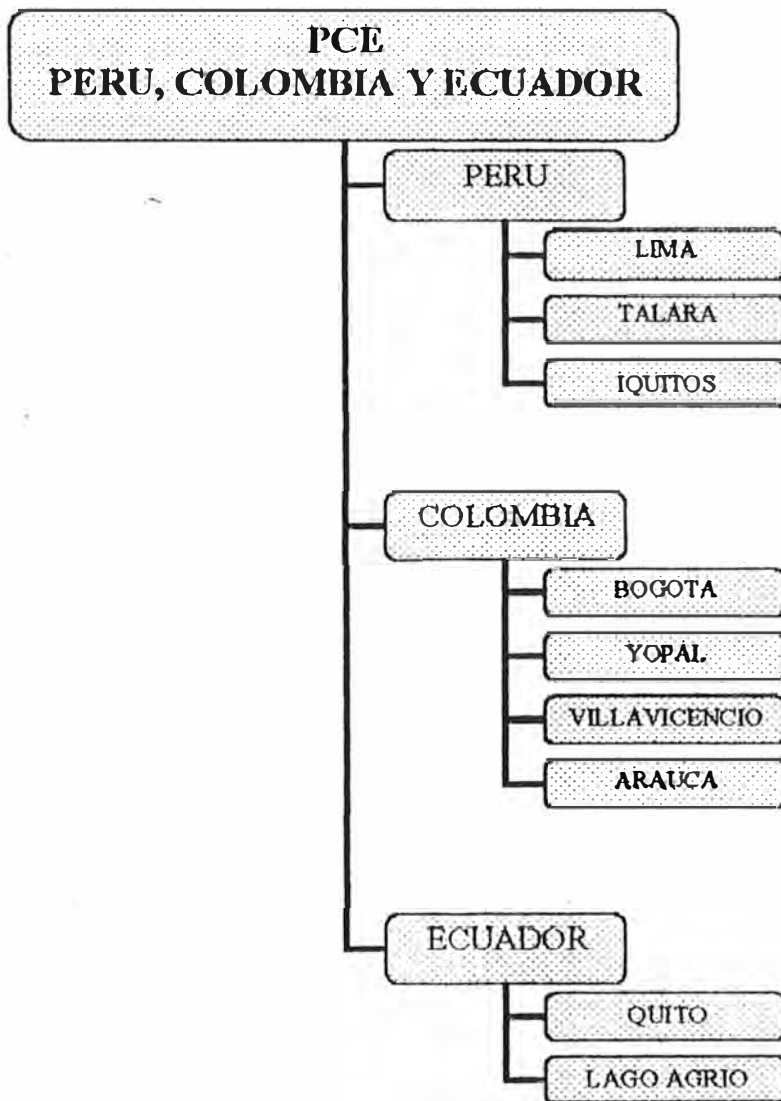 PCE
PERU, COLOMBIA Y ECUADOR
PERU
LIMA
TALARA
IQUITOS
COLOMBIA
BOGOTA
YOPAL
VILLAVICENCIO
ARAUCA
ECUADOR
QUITO
LAGO AGRIO